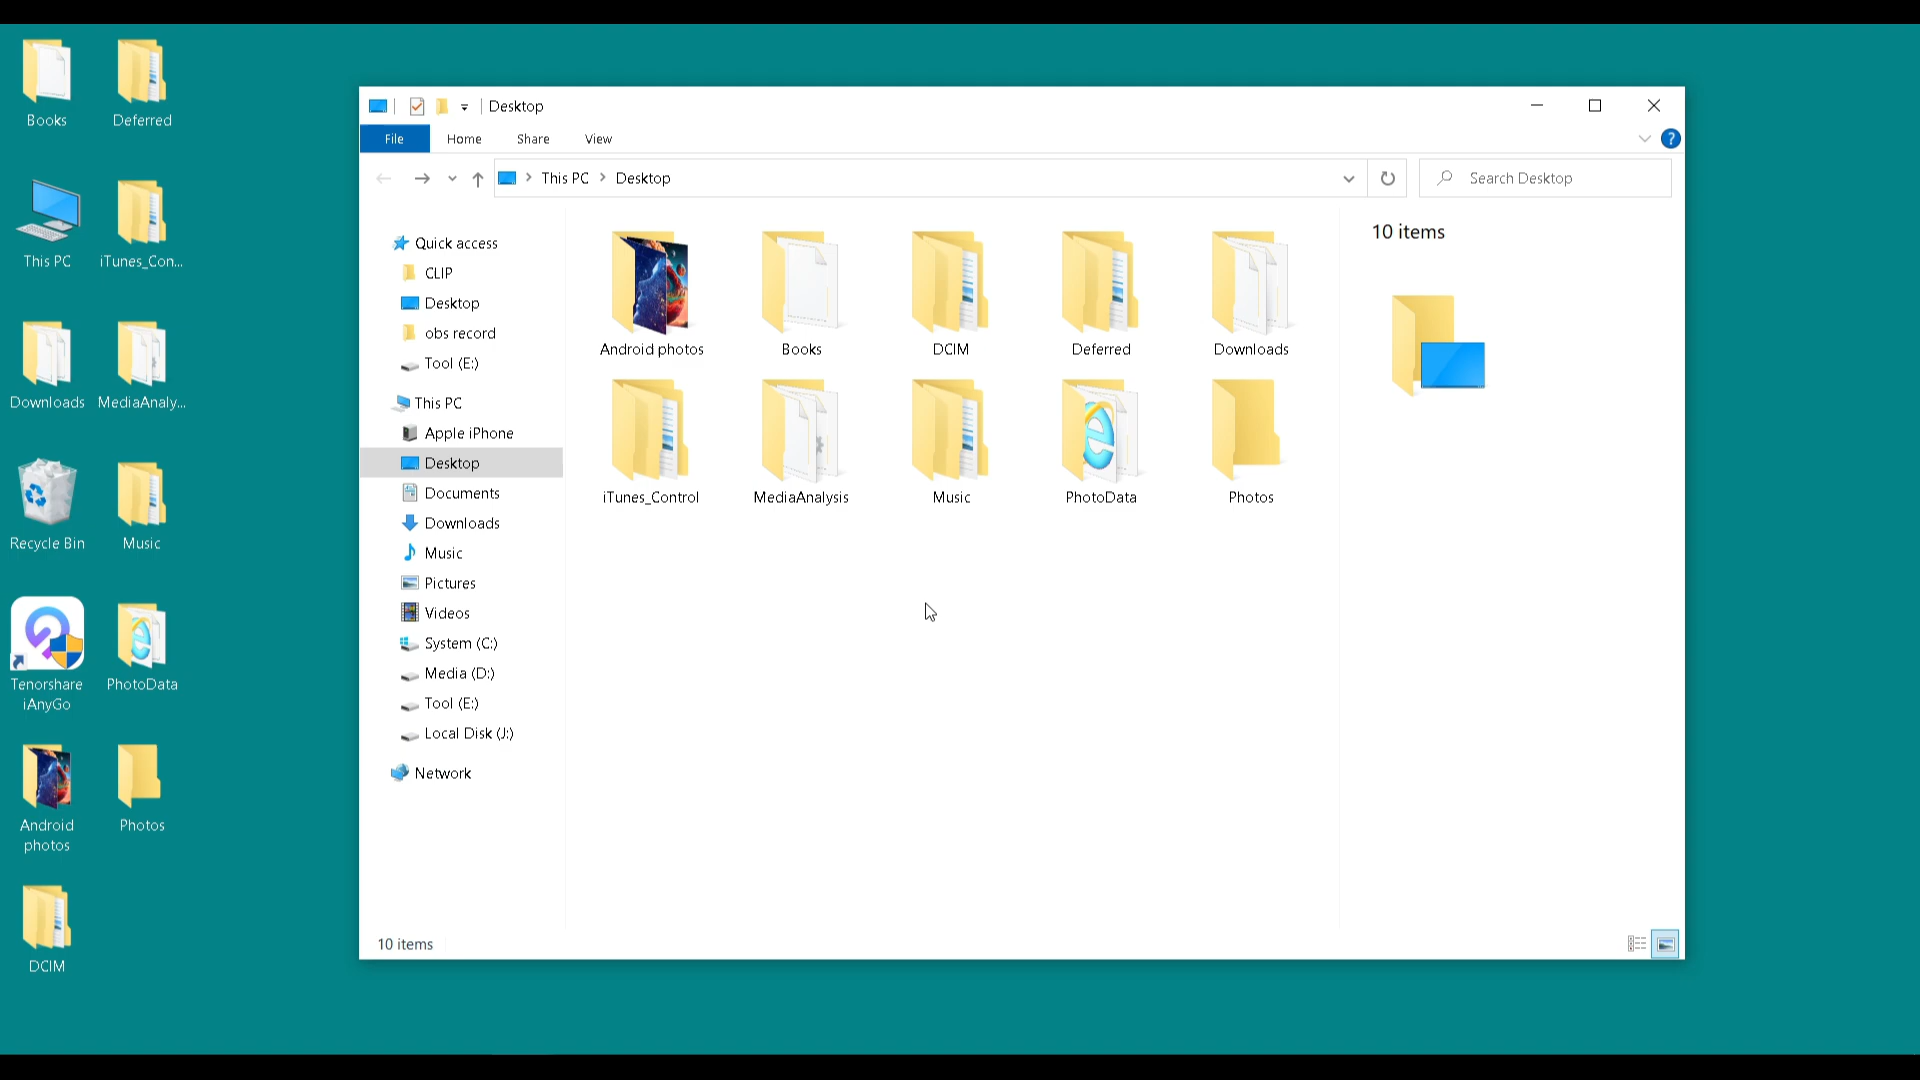 Books
Deferred
This PC
iTunes_Con...
Downloads
MediaAnaly...
Recycle Bin
Music
Tenorshare
iAnyGo
PhotoData
Android
photos
Photos
DCIM
Desktop
File
Home
Share
View
?
This PC
Desktop
Search Desktop
Quick access
CLIP
Desktop
obs record
Tool (E:)
This PC
Apple iPhone
Desktop
Documents
Downloads
Music
Pictures
Videos
System (C:)
Media (D:)
Tool (E:)
Local Disk (J:)
Network
Android photos
Books
DCIM
Deferred
Downloads
iTunes_Control
MediaAnalysis
Music
PhotoData
Photos
10 items
10 items